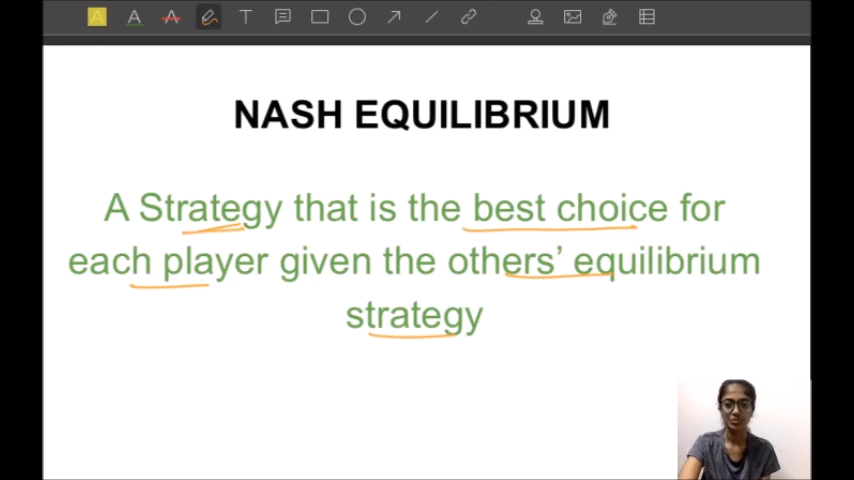 NASH EQUILIBRIUM
A Strategy that is the best choice for
each player given the others’ equilibrium
strategy